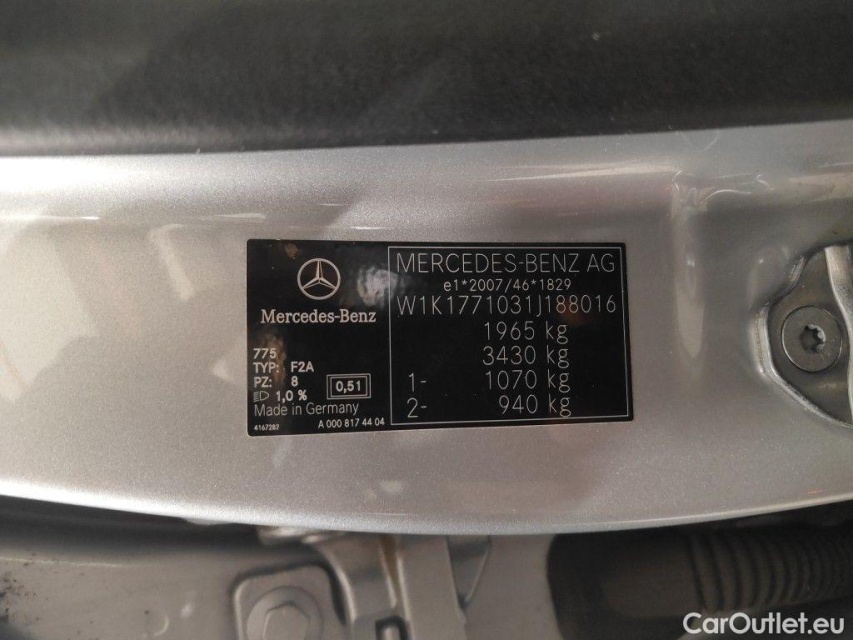 Mercedes-Benz
775
TYP: F2A
PZ: 8
1,0 %
0,51
Made in Germany
4167282 A 000 817 44 04
MERCEDES-BENZ AG
e1*2007/46*1829
W1K1771031J188016
1965 kg
3430 kg
1- 1070 kg
2- 940 kg
CarOutlet.eu